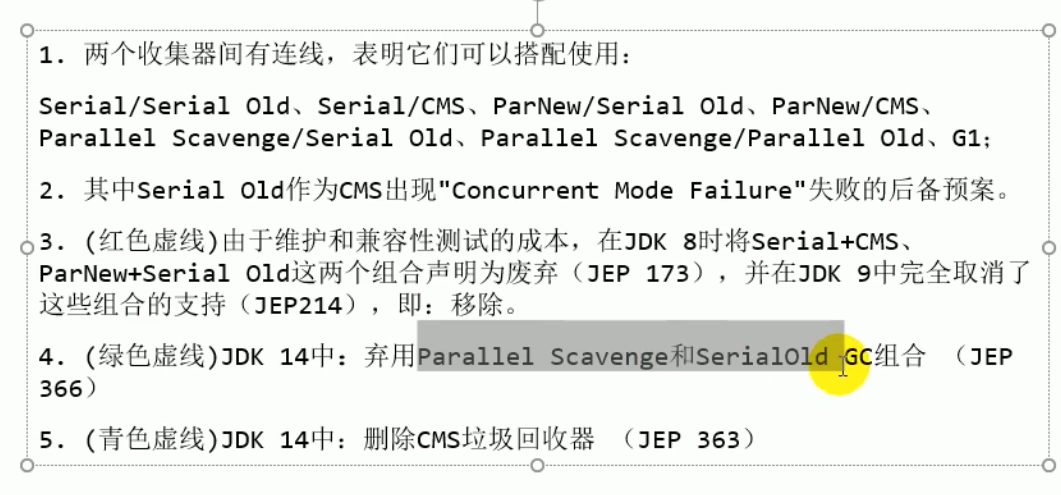 1. 两个收集器间有连线，表明它们可以搭配使用：
Serial/Serial Old、Serial/CMS、ParNew/Serial Old、ParNew/CMS、
Parallel Scavenge/Serial Old、Parallel Scavenge/Parallel Old、G1；
2. 其中Serial Old作为CMS出现"Concurrent Mode Failure"失败的后备预案。
3. (红色虚线)由于维护和兼容性测试的成本，在JDK 8时将Serial+CMS、
ParNew+Serial Old这两个组合声明为废弃（JEP 173），并在JDK 9中完全取消了
这些组合的支持（JEP214），即：移除。
4. (绿色虚线)JDK 14中：弃用Parallel Scavenge和SerialOld GC组合 （JEP
366）
5. (青色虚线)JDK 14中：删除CMS垃圾回收器 （JEP 363）